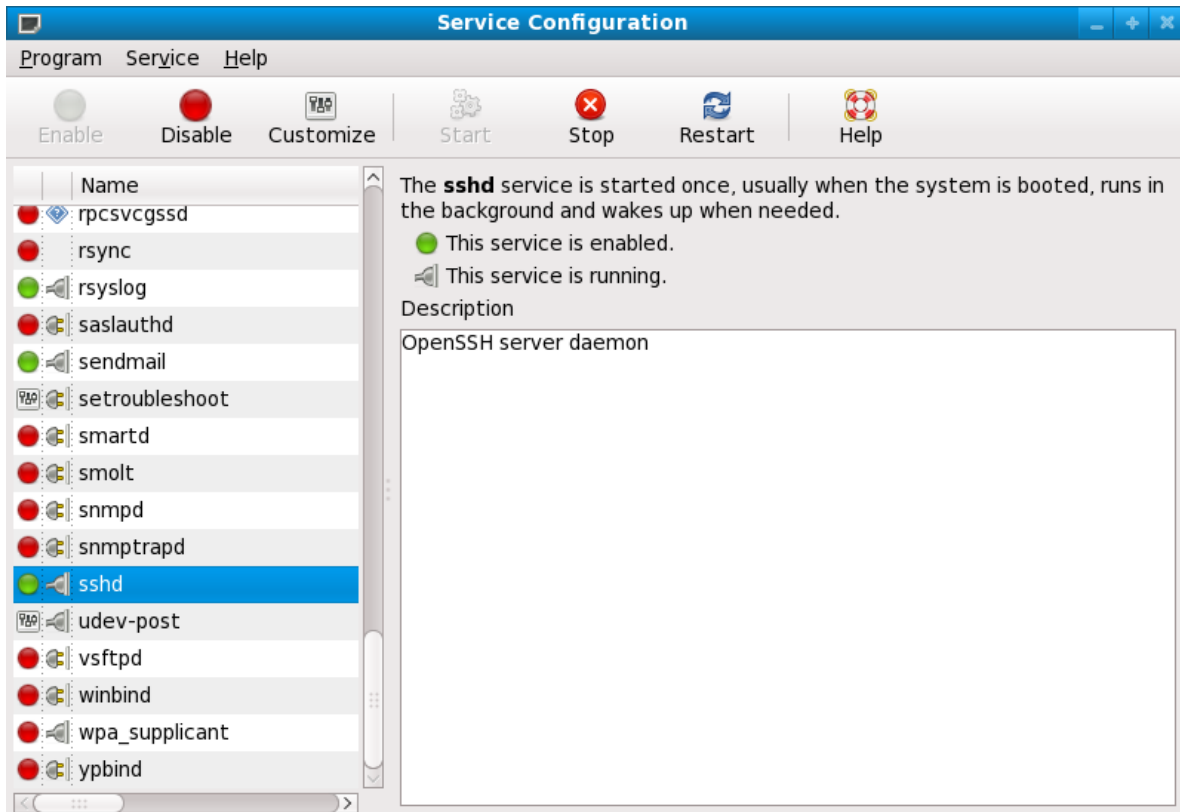 Service Configuration
Program Service Help
Enable Disable Customize Start Stop Restart Help
Name
rpcsvcgssd
rsync
rsyslog
saslauthd
sendmail
setroubleshoot
smartd
smolt
snmpd
snmptrapd
sshd
udev-post
vsftpd
winbind
wpa_supplicant
ypbind
The sshd service is started once, usually when the system is booted, runs in
the background and wakes up when needed.
This service is enabled.
This service is running.
Description
OpenSSH server daemon